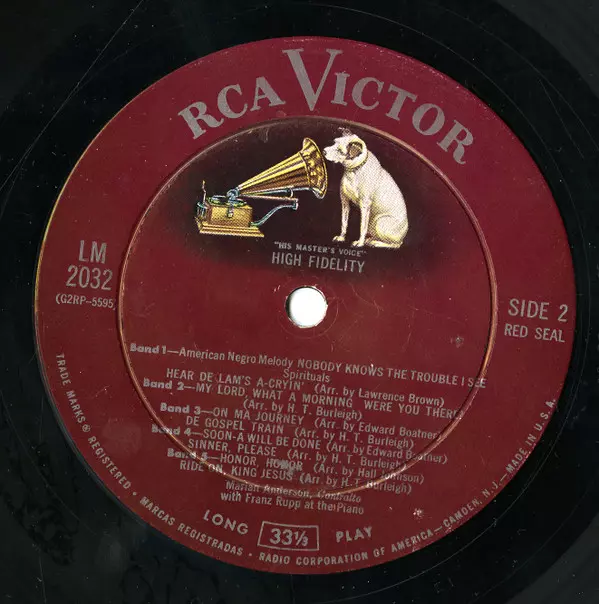 RCA VICTOR
"HIS MASTER'S VOICE"
HIGH FIDELITY
LM
2032
(G2RP-5595)
SIDE 2
RED SEAL
Band 1—American Negro Melody NOBODY KNOWS THE TROUBLE I SEE
Spirituals
HEAR DE LAM'S A-CRYIN' (Arr. by Lawrence Brown)
Band 2—MY LORD, WHAT A MORNING WERE YOU THERE
(Arr. by H. T. Burleigh)
Band 3—ON MA JOURNEY (Arr. by Edward Boatner)
DE GOSPEL TRAIN (Arr. by H. T. Burleigh)
Band 4—SOON-A WILL BE DONE (Arr. by Edward Boatner)
SINNER, PLEASE (Arr. by H. T. Burleigh)
Band 5—HONOR, HONOR (Arr. by Hall Johnson)
RIDE ON, KING JESUS (Arr. by H. T. Burleigh)
Marian Anderson, Contralto
with Franz Rupp at the Piano
LONG 33⅓ PLAY
TRADE MARKS ® REGISTERED • MARCAS REGISTRADAS • RADIO CORPORATION OF AMERICA—CAMDEN, N.J.—MADE IN U.S.A.